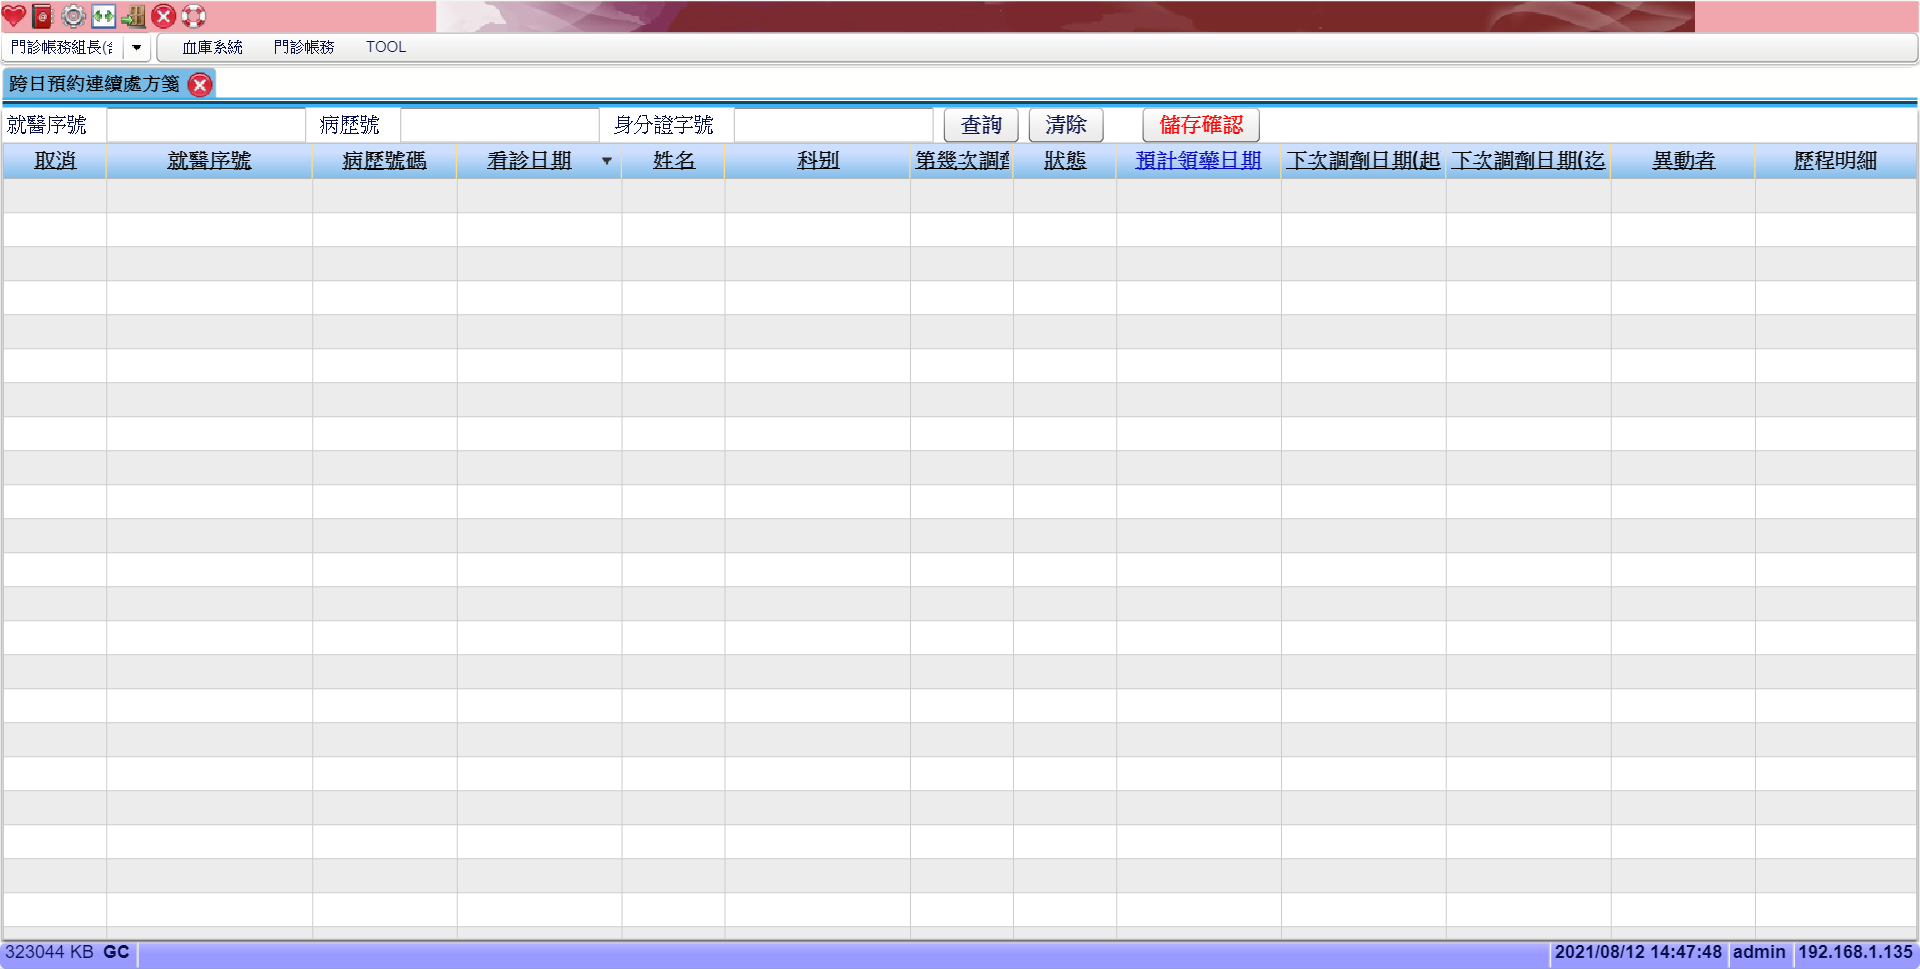 門診帳務組長(含 血庫系統 門診帳務 TOOL
跨日預約連續處方箋
就醫序號 病歷號 身分證字號 查詢 清除 儲存確認
取消 就醫序號 病歷號碼 看診日期 姓名 科別 第幾次調劑 狀態 預計領藥日期 下次調劑日期(起 下次調劑日期(迄 異動者 歷程明細
323044 KB GC 2021/08/12 14:47:48 admin 192.168.1.135